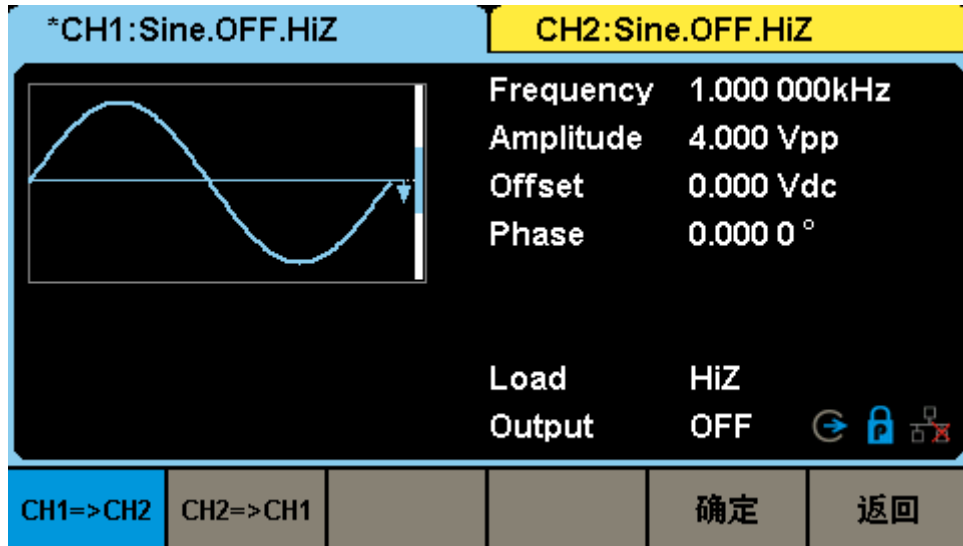 *CH1:Sine.OFF.HiZ CH2:Sine.OFF.HiZ
Frequency 1.000 000kHz
Amplitude 4.000 Vpp
Offset 0.000 Vdc
Phase 0.000 0 °
Load HiZ
Output OFF P
CH1=>CH2 CH2=>CH1 确定 返回